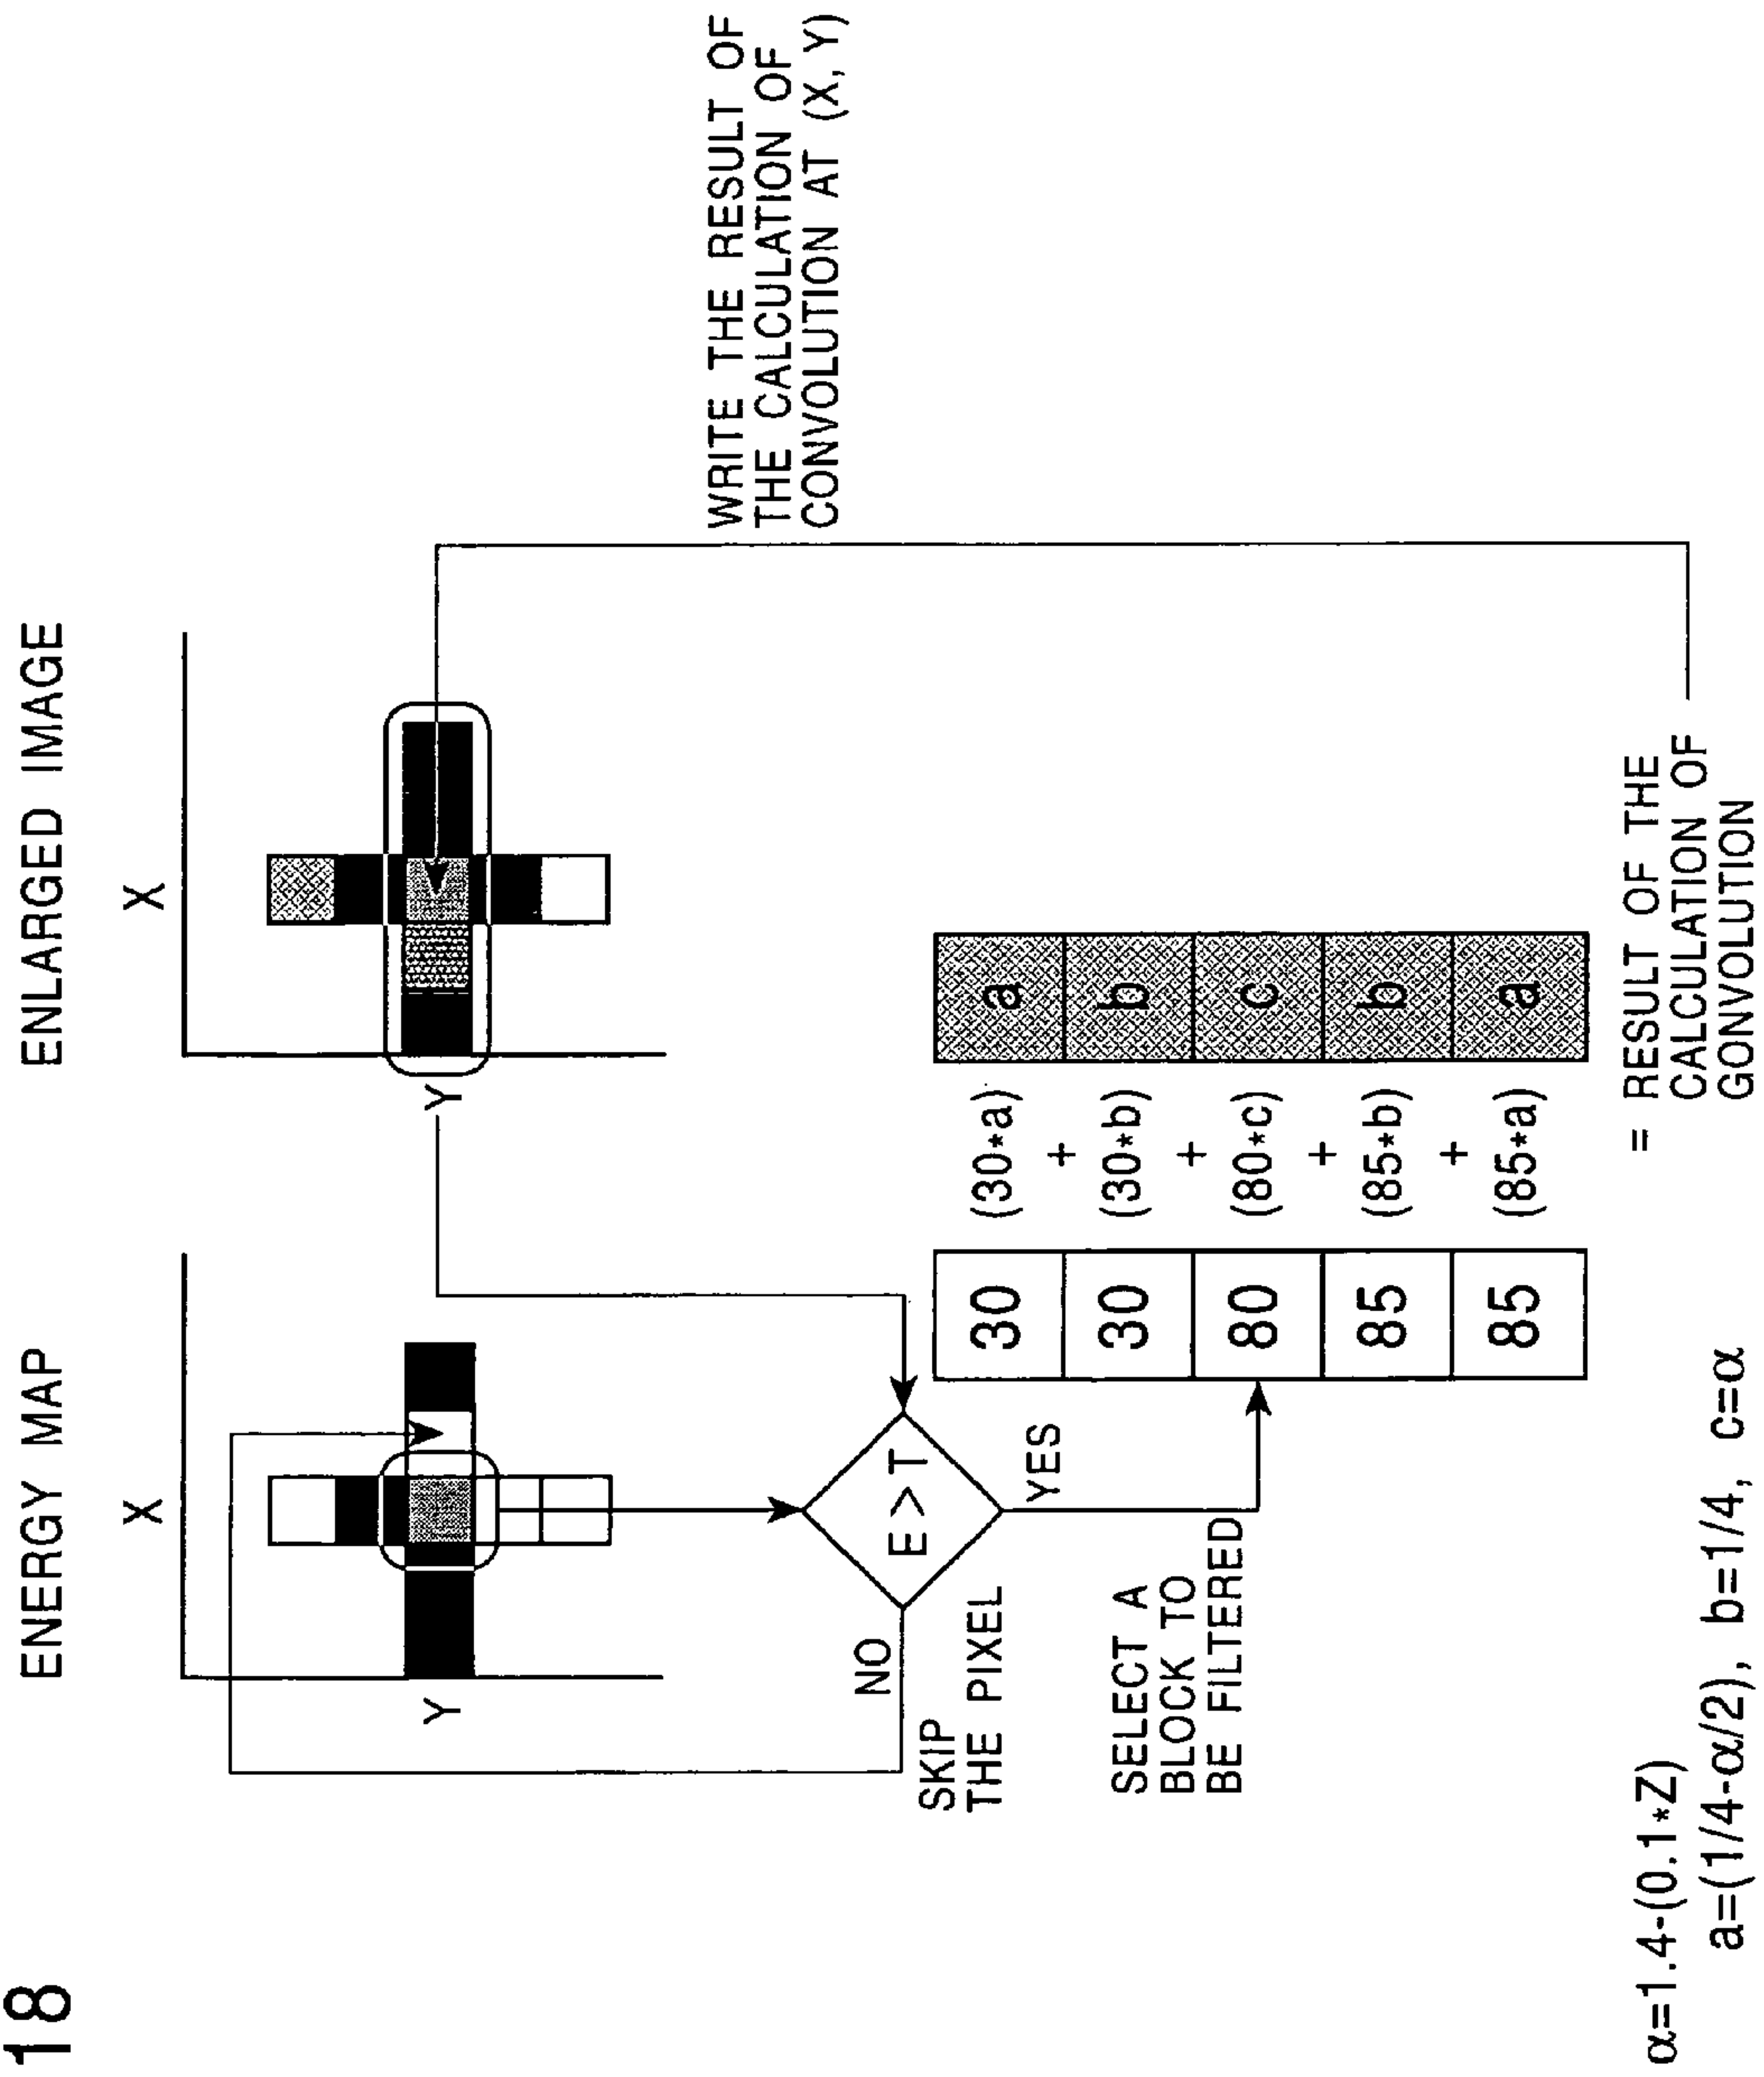 18
ENERGY MAP
ENLARGED IMAGE
X
X
Y
Y
NO
SKIP
THE PIXEL
E>T
YES
SELECT A
BLOCK TO
BE FILTERED
WRITE THE RESULT OF
THE CALCULATION OF
CONVOLUTION AT (X,Y)
30
(30*a)
a
+
30
(30*b)
b
+
80
(80*c)
c
+
85
(85*b)
b
+
85
(85*a)
a
= RESULT OF THE
CALCULATION OF
GONVOLUTION
α=1.4-(0.1*Z)
a=(1/4-α/2), b=1/4, c=α